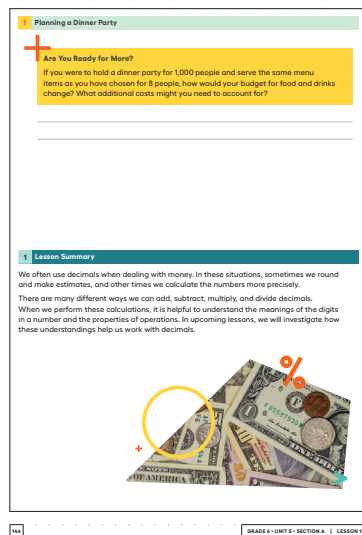 1 Planning a Dinner Party
Are You Ready for More?
If you were to hold a dinner party for 1,000 people and serve the same menu
items as you have chosen for 8 people, how would your budget for food and drinks
change? What additional costs might you need to account for?
1 Lesson Summary
We often use decimals when dealing with money. In these situations, sometimes we round
and make estimates, and other times we calculate the numbers more precisely.
There are many different ways we can add, subtract, multiply, and divide decimals.
When we perform these calculations, it is helpful to understand the meanings of the digits
in a number and the properties of operations. In upcoming lessons, we will investigate how
these understandings help us work with decimals.
%
OF AMERICA
144
GRADE 6 • UNIT 5 • SECTION A | LESSON 1